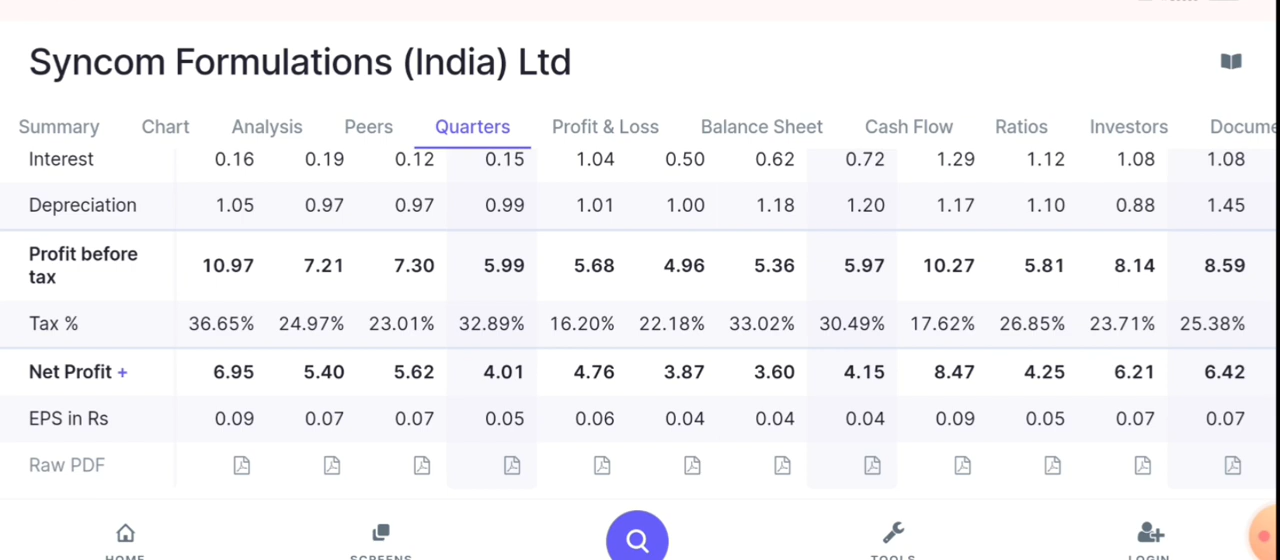 Syncom Formulations (India) Ltd
Summary Chart Analysis Peers Quarters Profit & Loss Balance Sheet Cash Flow Ratios Investors Docume
Interest 0.16 0.19 0.12 0.15 1.04 0.50 0.62 0.72 1.29 1.12 1.08 1.08
Depreciation 1.05 0.97 0.97 0.99 1.01 1.00 1.18 1.20 1.17 1.10 0.88 1.45
Profit before
tax 10.97 7.21 7.30 5.99 5.68 4.96 5.36 5.97 10.27 5.81 8.14 8.59
Tax % 36.65% 24.97% 23.01% 32.89% 16.20% 22.18% 33.02% 30.49% 17.62% 26.85% 23.71% 25.38%
Net Profit + 6.95 5.40 5.62 4.01 4.76 3.87 3.60 4.15 8.47 4.25 6.21 6.42
EPS in Rs 0.09 0.07 0.07 0.05 0.06 0.04 0.04 0.04 0.09 0.05 0.07 0.07
Raw PDF
HOME SCREENS TOOLS LOGIN